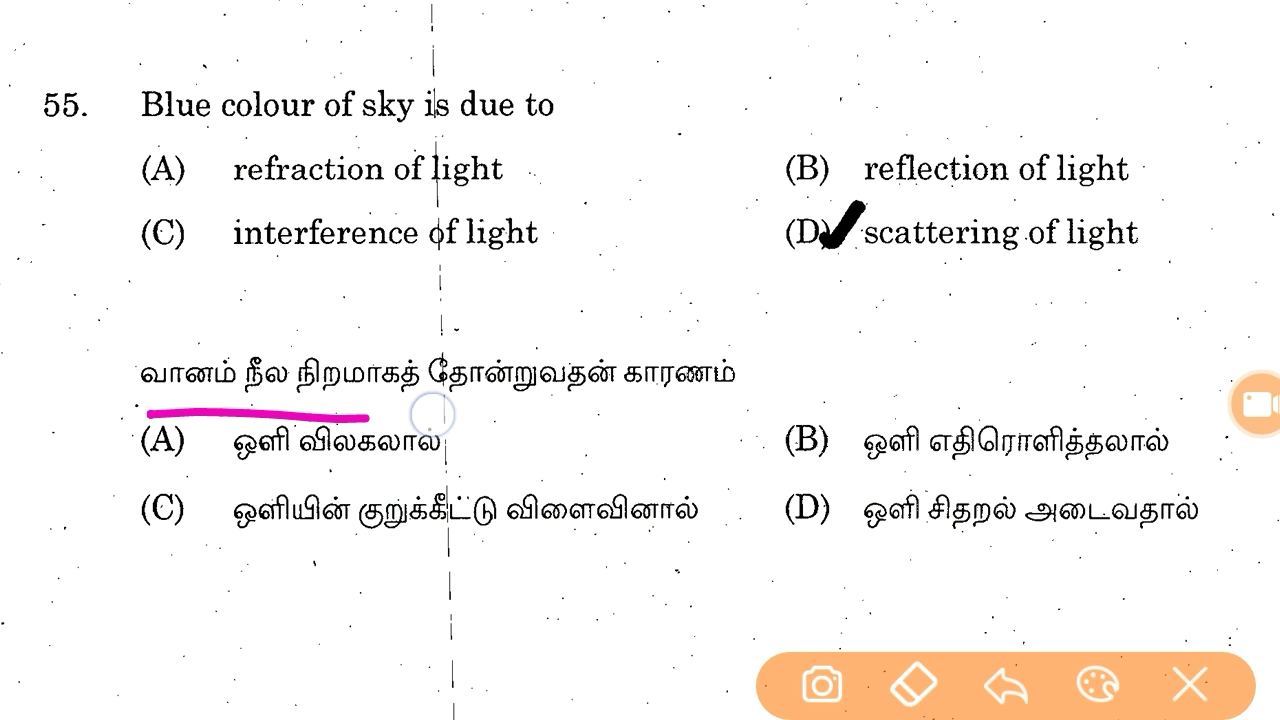 55. Blue colour of sky is due to
(A) refraction of light (B) reflection of light
(C) interference of light (D) scattering of light
வானம் நீல நிறமாகத் தோன்றுவதன் காரணம்
(A) ஒளி விலகலால் (B) ஒளி எதிரொளித்தலால்
(C) ஒளியின் குறுக்கீட்டு விளைவினால் (D) ஒளி சிதறல் அடைவதால்